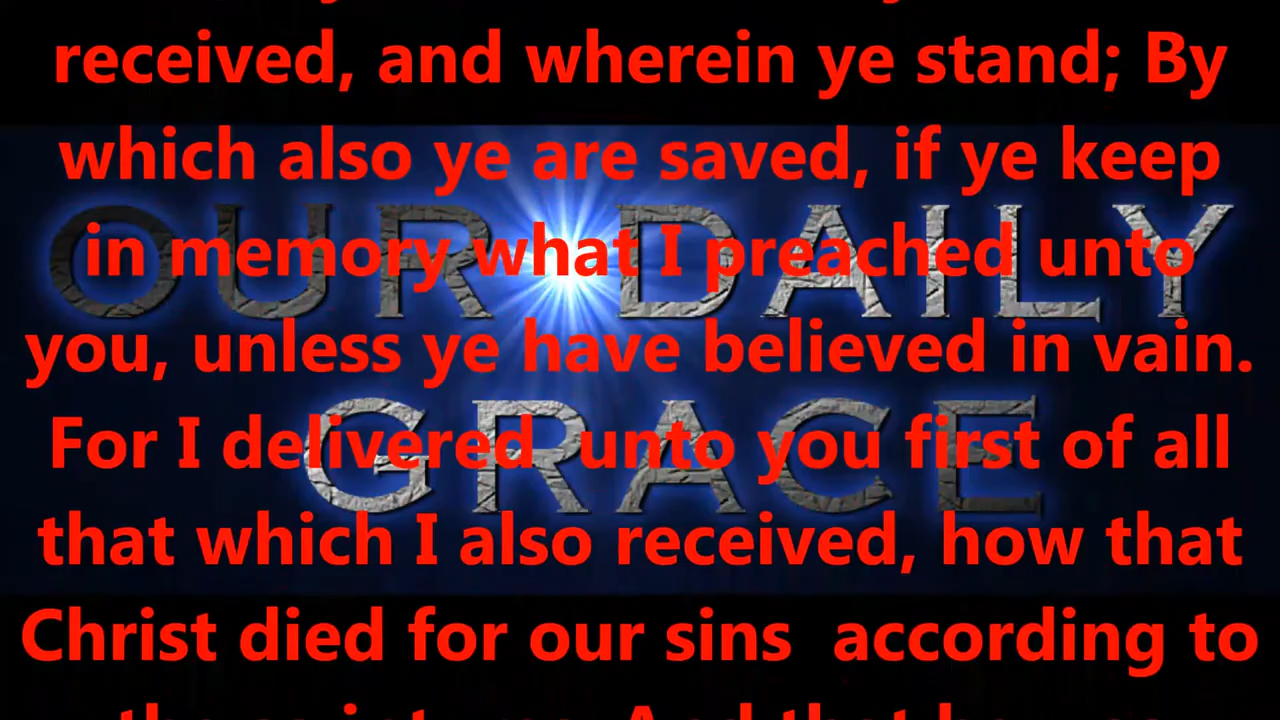 received, and wherein ye stand; By
which also ye are saved, if ye keep
OUR DAILY
in memory what I preached unto
you, unless ye have believed in vain.
GRACE
For I delivered unto you first of all
that which I also received, how that
Christ died for our sins according to